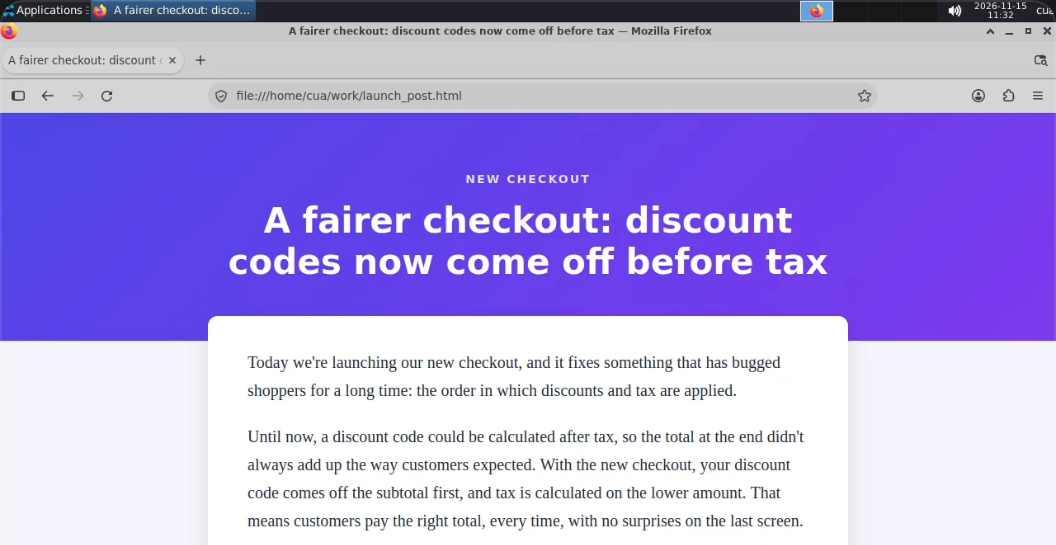 Applications
A fairer checkout: disco...
2026-11-15
11:32
cua
A fairer checkout: discount codes now come off before tax — Mozilla Firefox
A fairer checkout: discount
file:///home/cua/work/launch_post.html
NEW CHECKOUT
A fairer checkout: discount
codes now come off before tax
Today we're launching our new checkout, and it fixes something that has bugged
shoppers for a long time: the order in which discounts and tax are applied.
Until now, a discount code could be calculated after tax, so the total at the end didn't
always add up the way customers expected. With the new checkout, your discount
code comes off the subtotal first, and tax is calculated on the lower amount. That
means customers pay the right total, every time, with no surprises on the last screen.